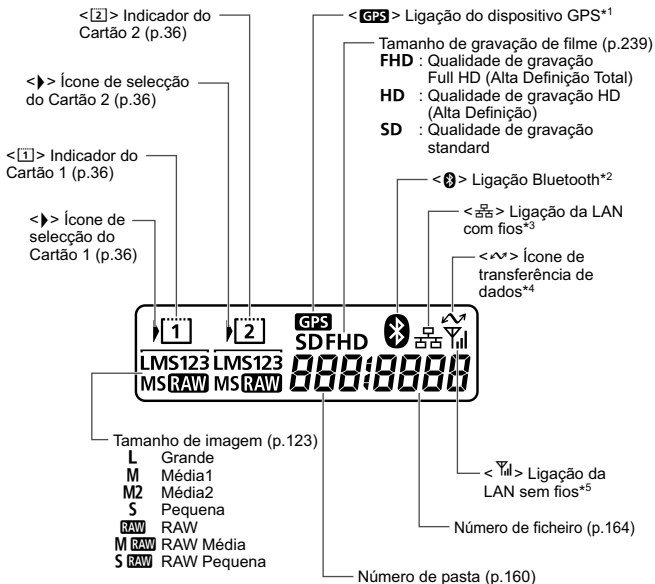 <[2]> Indicador do
Cartão 2 (p.36)
<GPS> Ligação do dispositivo GPS*1
<> Ícone de selecção
do Cartão 2 (p.36)
Tamanho de gravação de filme (p.239)
FHD : Qualidade de gravação
Full HD (Alta Definição Total)
HD : Qualidade de gravação HD
(Alta Definição)
SD : Qualidade de gravação
standard
<[1]> Indicador do
Cartão 1 (p.36)
<> Ícone de
selecção do
Cartão 1 (p.36)
<> Ligação Bluetooth*2
<> Ligação da LAN
com fios*3
<> Ícone de
transferência de
dados*4
1 2 GPS
SDFHD
LMS123 LMS123
MS RAW MS RAW 888:8888
Tamanho de imagem (p.123)
L Grande
M Média1
M2 Média2
S Pequena
RAW RAW
M RAW RAW Média
S RAW RAW Pequena
<> Ligação da
LAN sem fios*5
Número de ficheiro (p.164)
Número de pasta (p.160)